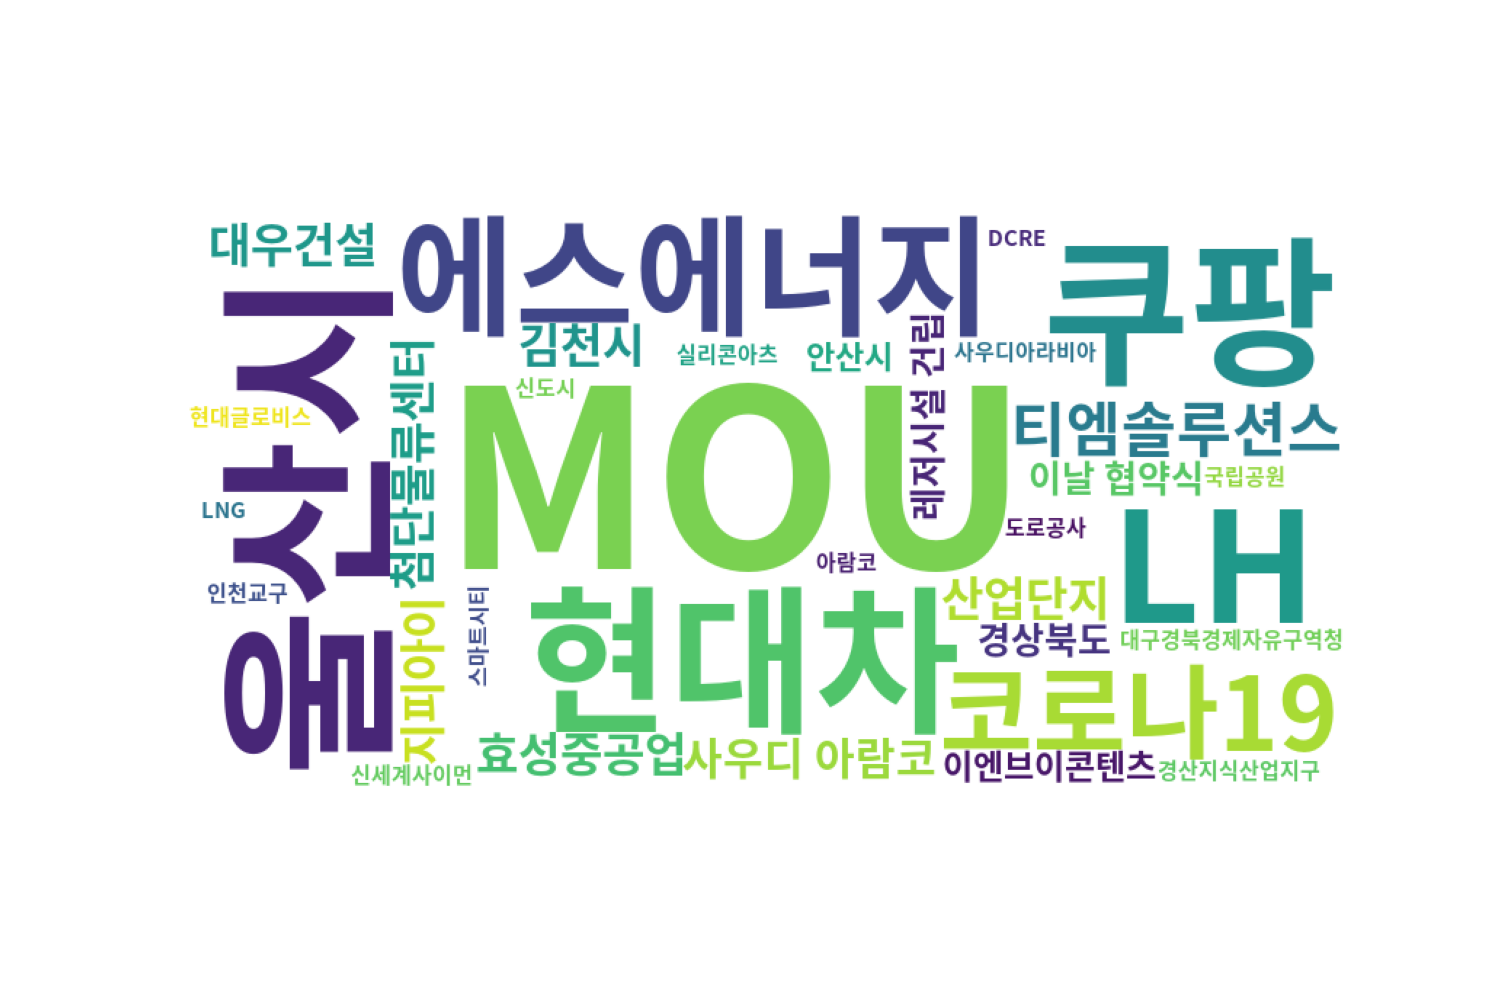 대우건설
에스에너지
DCRE
쿠팡
울산시
김천시
실리콘아츠
안산시
레저시설 건립
사우디아라비아
첨단물류센터
신도시
현대글로비스
MOU
티엠솔루션스
이날 협약식
국립공원
LNG
LH
도로공사
아람코
인천교구
스마트시티
현대차
산업단지
경상북도
대구경북경제자유구역청
지피아이
코로나19
효성중공업
사우디 아람코
이엔브이콘텐츠
경산지식산업지구
신세계사이먼